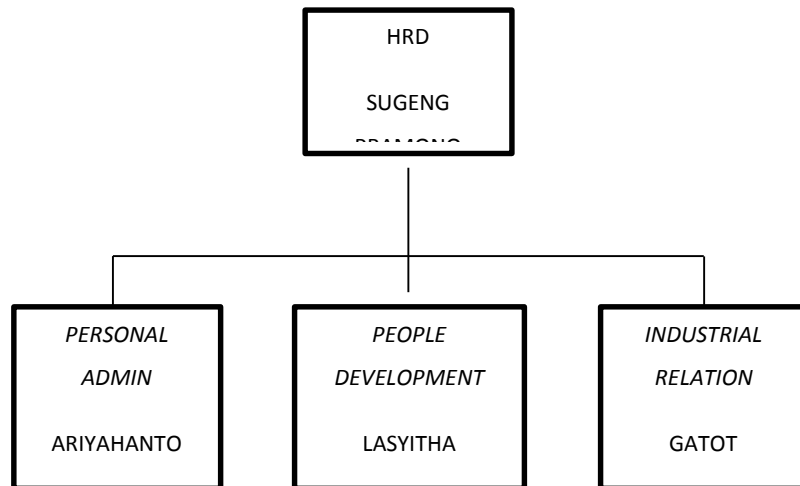 HRD
SUGENG
PERSONAL
ADMIN
ARIYAHANTO
PEOPLE
DEVELOPMENT
LASYITHA
INDUSTRIAL
RELATION
GATOT